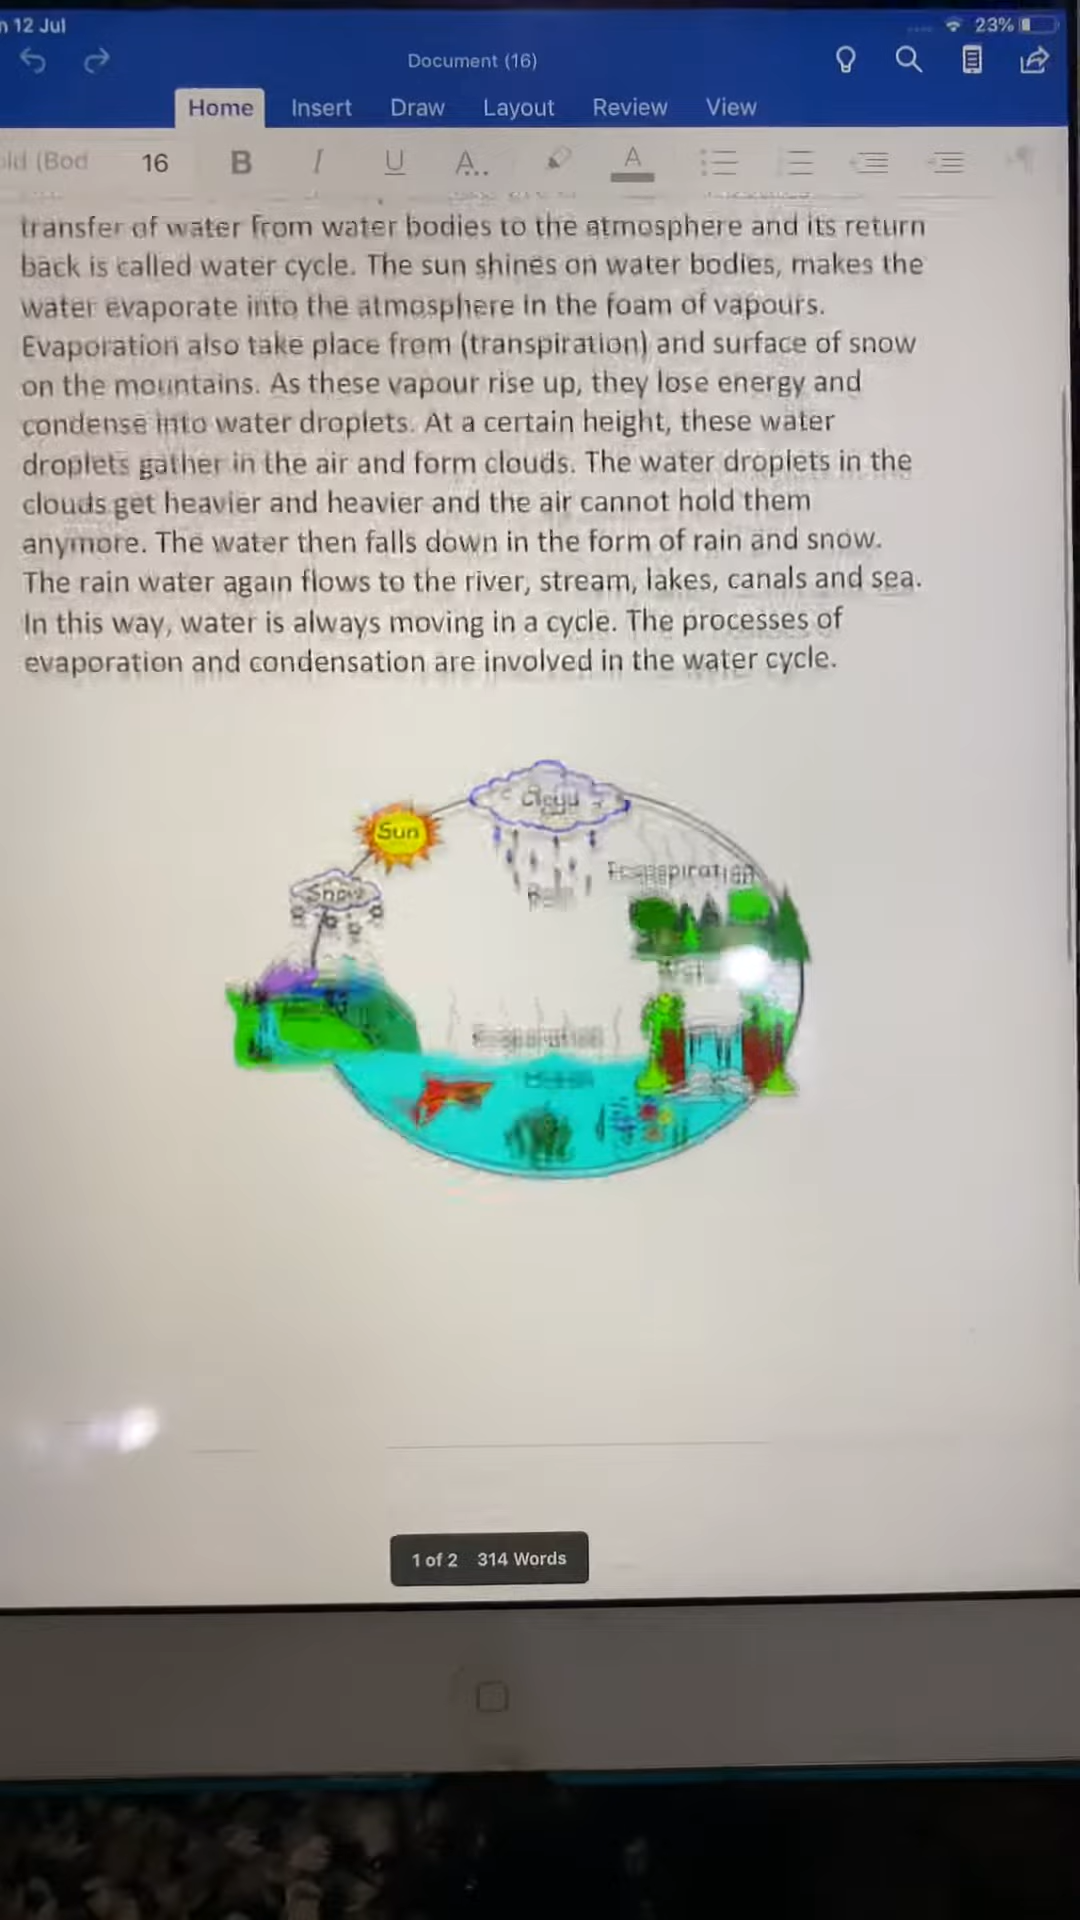 12 Jul
23%
Document (16)
Home Insert Draw Layout Review View
(Bod 16 B I U A.. A
transfer of water from water bodies to the atmosphere and its return
back is called water cycle. The sun shines on water bodies, makes the
water evaporate into the atmosphere in the foam of vapours.
Evaporation also take place from (transpiration) and surface of snow
on the mountains. As these vapour rise up, they lose energy and
condense into water droplets. At a certain height, these water
droplets gather in the air and form clouds. The water droplets in the
clouds get heavier and heavier and the air cannot hold them
anymore. The water then falls down in the form of rain and snow.
The rain water again flows to the river, stream, lakes, canals and sea.
In this way, water is always moving in a cycle. The processes of
evaporation and condensation are involved in the water cycle.
Cloud
Sun
Transpiration
Snow
Rain
Evaporation
1 of 2 314 Words